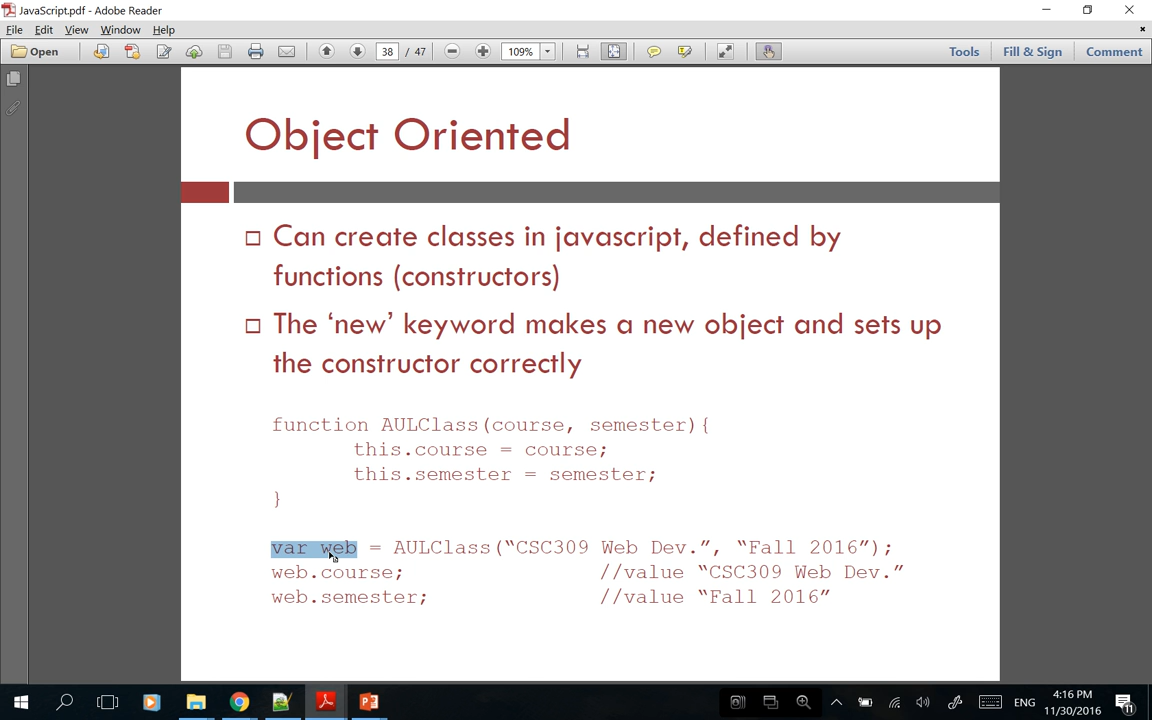 JavaScript.pdf - Adobe Reader
File Edit View Window Help
Open 38 / 47 109% Tools Fill & Sign Comment
Object Oriented
Can create classes in javascript, defined by
functions (constructors)
The ‘new’ keyword makes a new object and sets up
the constructor correctly
function AULClass(course, semester){
this.course = course;
this.semester = semester;
}
var web = AULClass(“CSC309 Web Dev.”, “Fall 2016”);
web.course; //value “CSC309 Web Dev.”
web.semester; //value “Fall 2016”
ENG
4:16 PM
11/30/2016
11